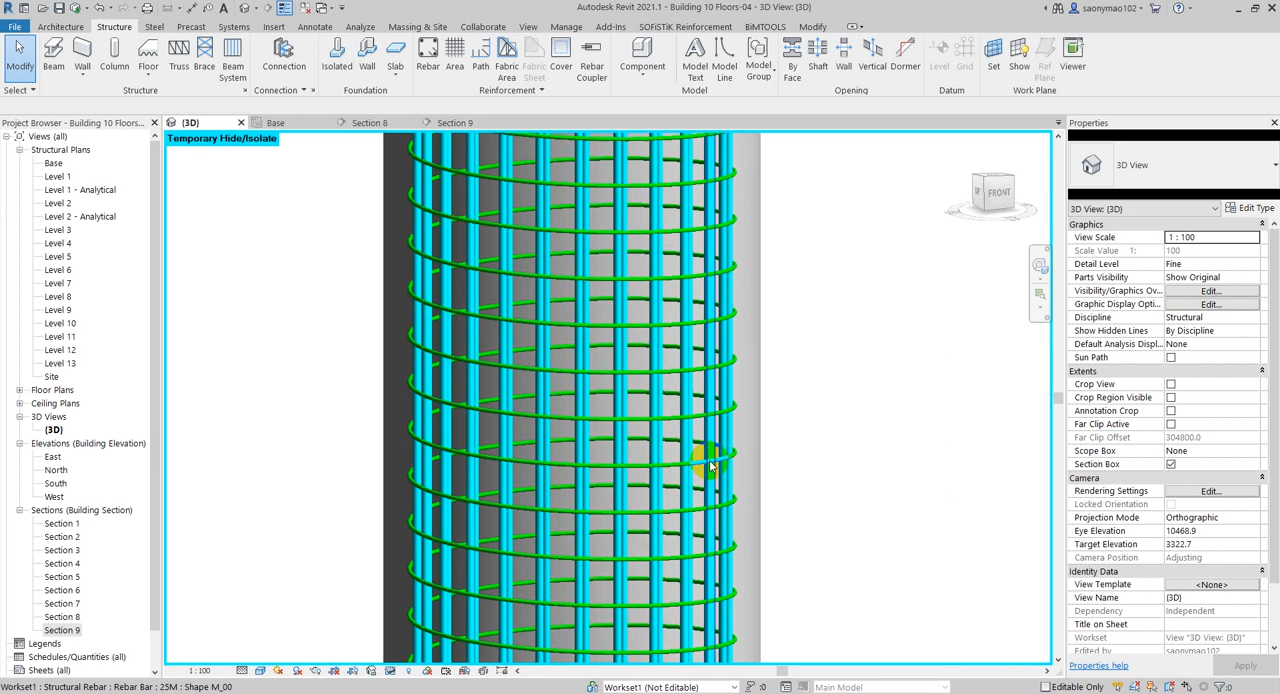 Autodesk Revit 2021.1 - Building 10 Floors-04 - 3D View: {3D}
saonymao102
File Architecture Structure Steel Precast Systems Insert Annotate Analyze Massing & Site Collaborate View Manage Add-Ins SOFiSTiK Reinforcement BIMTOOLS Modify
Modify Beam Wall Column Floor Truss Brace Beam System Connection Isolated Wall Slab Rebar Area Path Fabric Area Fabric Sheet Cover Rebar Coupler Component Model Text Model Line Model Group By Face Shaft Wall Vertical Dormer Level Grid Set Show Ref Plane Viewer
Select Structure Connection Foundation Reinforcement Model Opening Datum Work Plane
Project Browser - Building 10 Floors...
{3D} Base Section 8 Section 9
Properties
Temporary Hide/Isolate
Views (all)
Structural Plans
Base
Level 1
Level 1 - Analytical
Level 2
Level 2 - Analytical
Level 3
Level 4
Level 5
Level 6
Level 7
Level 8
Level 9
Level 10
Level 11
Level 12
Level 13
Site
Floor Plans
Ceiling Plans
3D Views
{3D}
Elevations (Building Elevation)
East
North
South
West
Sections (Building Section)
Section 1
Section 2
Section 3
Section 4
Section 5
Section 6
Section 7
Section 8
Section 9
Legends
Schedules/Quantities (all)
Sheets (all)
FRONT
3D View
3D View: {3D} Edit Type
Graphics
View Scale 1 : 100
Scale Value 1: 100
Detail Level Fine
Parts Visibility Show Original
Visibility/Graphics Ov... Edit...
Graphic Display Opti... Edit...
Discipline Structural
Show Hidden Lines By Discipline
Default Analysis Displ... None
Sun Path
Extents
Crop View
Crop Region Visible
Annotation Crop
Far Clip Active
Far Clip Offset 304800.0
Scope Box None
Section Box
Camera
Rendering Settings Edit...
Locked Orientation
Projection Mode Orthographic
Eye Elevation 10468.9
Target Elevation 3322.7
Camera Position Adjusting
Identity Data
View Template <None>
View Name {3D}
Dependency Independent
Title on Sheet
Workset View "3D View: {3D}"
Edited by saonymao102
Properties help Apply
1 : 100
Workset1 : Structural Rebar : Rebar Bar : 25M : Shape M_00
Workset1 (Not Editable) :0 Main Model Editable Only :0